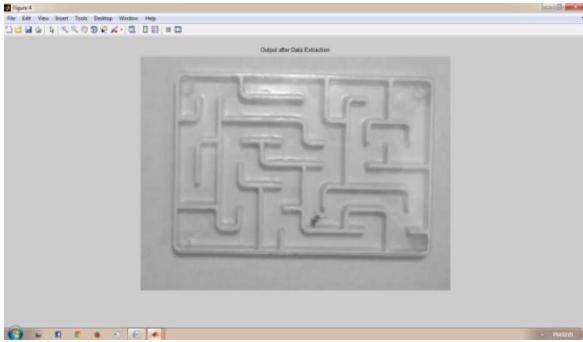 Figure 4
File Edit View Insert Tools Desktop Window Help
Output after Data Extraction